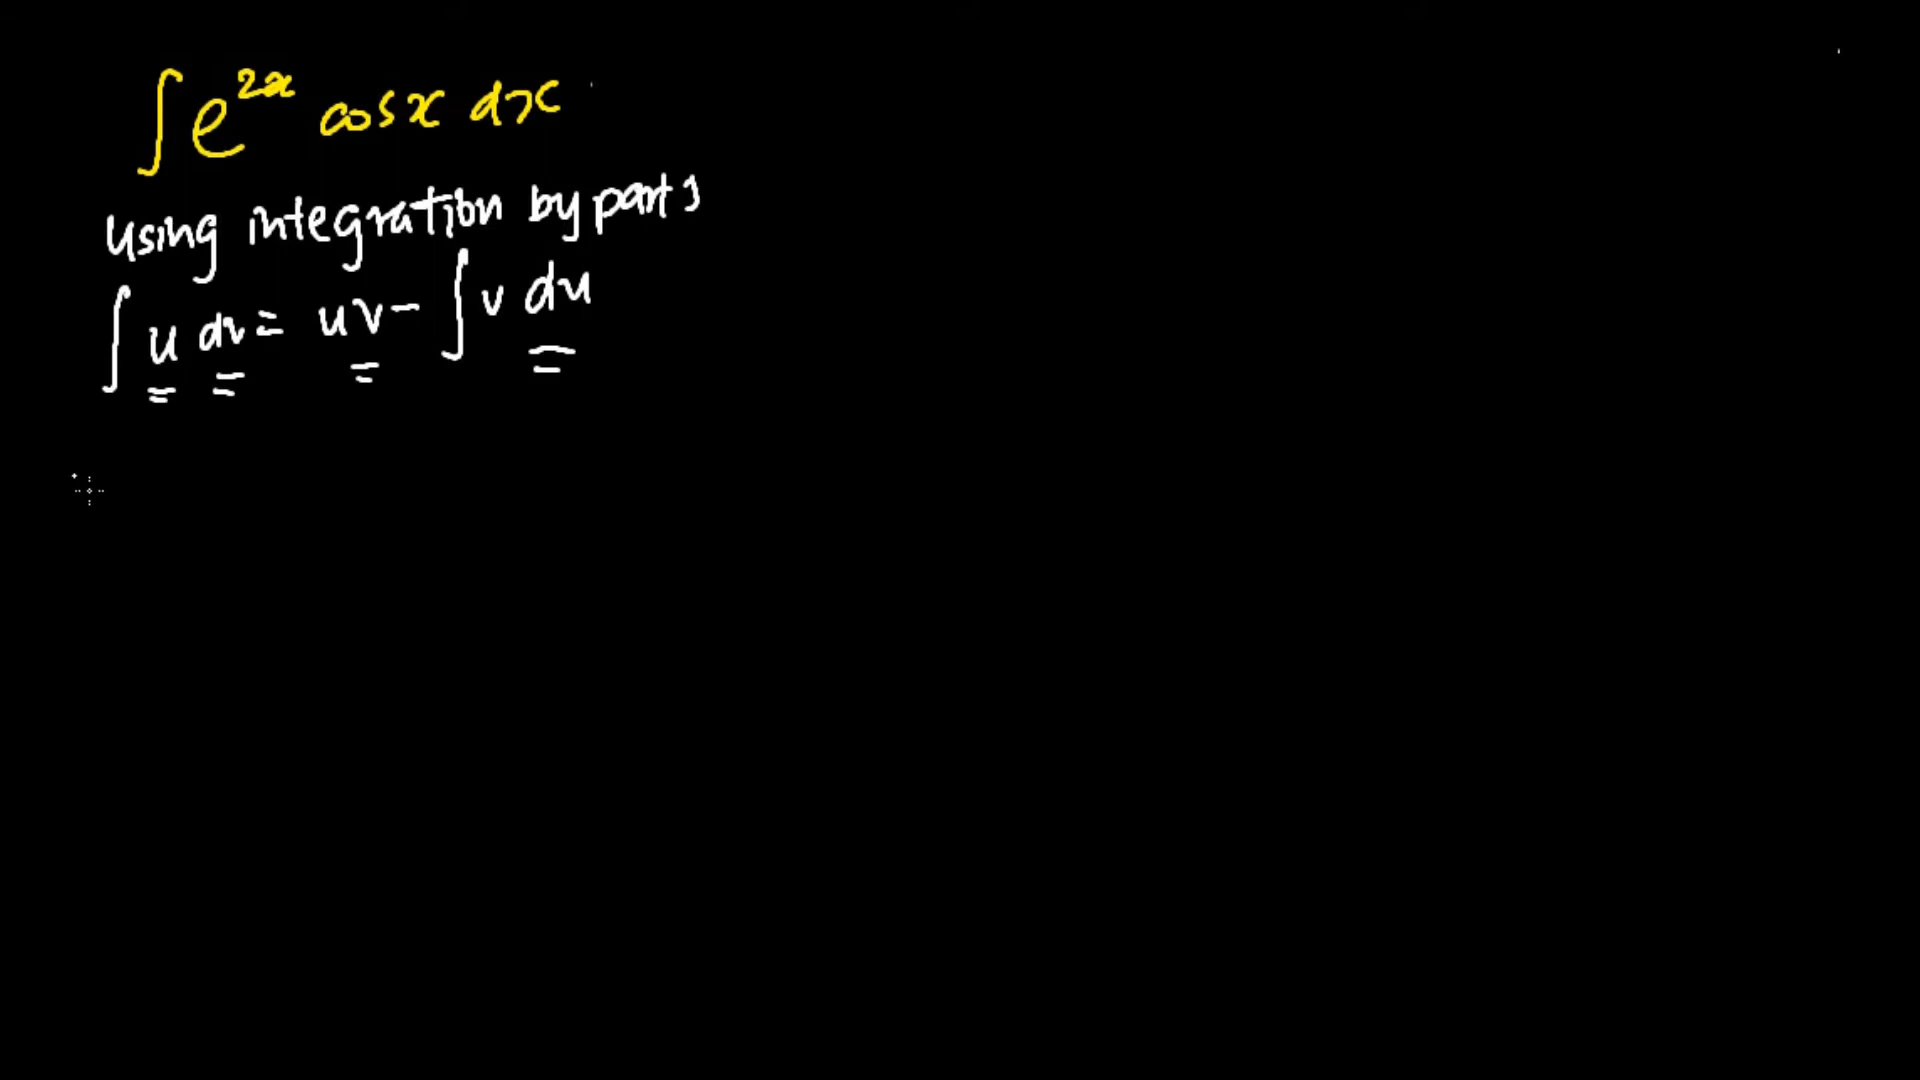 ∫ e^{2x} cos x dx
Using integration by parts
∫ u dv = uv - ∫ v du